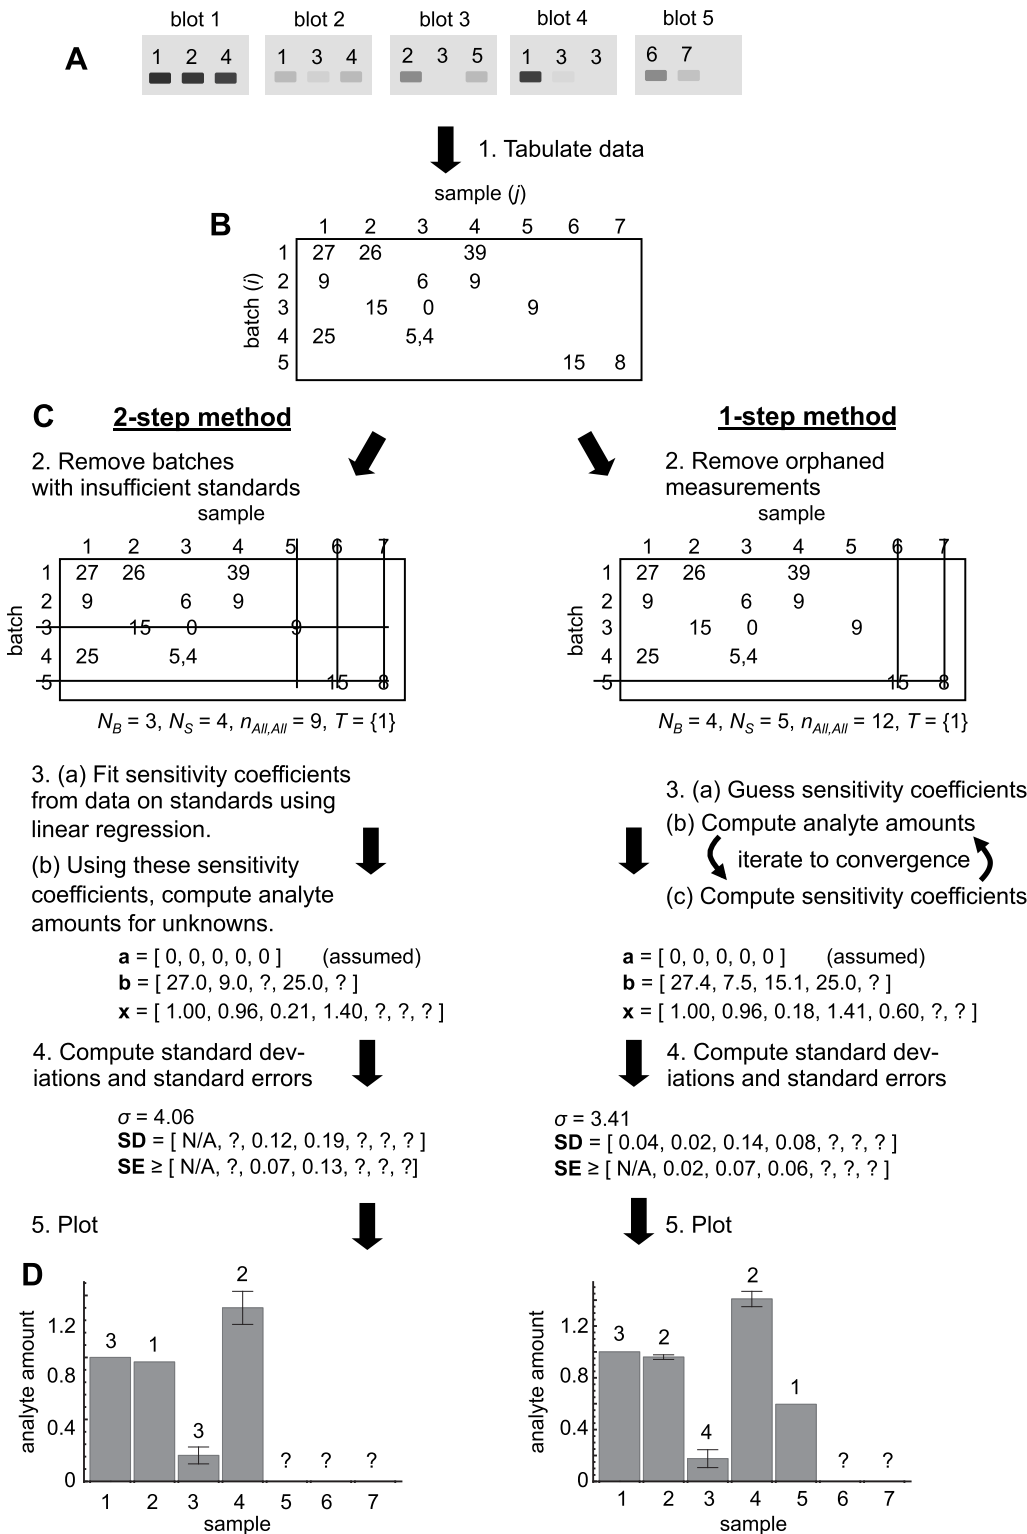 blot 1 blot 2 blot 3 blot 4 blot 5
A
1 2 4 1 3 4 2 3 5 1 3 3 6 7
1. Tabulate data
sample (j)
B
1 2 3 4 5 6 7
batch (i)
1 27 26 39
2 9 6 9
3 15 0 9
4 25 5,4
5 15 8
C
2-step method
2. Remove batches
with insufficient standards
sample
1 2 3 4 5 6 7
batch
1 27 26 39
2 9 6 9
3 15 0 9
4 25 5,4
5 15 8
N_B = 3, N_S = 4, n_All,All = 9, T = {1}
3. (a) Fit sensitivity coefficients
from data on standards using
linear regression.
(b) Using these sensitivity
coefficients, compute analyte
amounts for unknowns.
a = [ 0, 0, 0, 0, 0 ] (assumed)
b = [ 27.0, 9.0, ?, 25.0, ? ]
x = [ 1.00, 0.96, 0.21, 1.40, ?, ?, ? ]
4. Compute standard dev-
iations and standard errors
σ = 4.06
SD = [ N/A, ?, 0.12, 0.19, ?, ?, ? ]
SE ≥ [ N/A, ?, 0.07, 0.13, ?, ?, ?]
5. Plot
1-step method
2. Remove orphaned
measurements
sample
1 2 3 4 5 6 7
batch
1 27 26 39
2 9 6 9
3 15 0 9
4 25 5,4
5 15 8
N_B = 4, N_S = 5, n_All,All = 12, T = {1}
3. (a) Guess sensitivity coefficients
(b) Compute analyte amounts
iterate to convergence
(c) Compute sensitivity coefficients
a = [ 0, 0, 0, 0, 0 ] (assumed)
b = [ 27.4, 7.5, 15.1, 25.0, ? ]
x = [ 1.00, 0.96, 0.18, 1.41, 0.60, ?, ? ]
4. Compute standard dev-
iations and standard errors
σ = 3.41
SD = [ 0.04, 0.02, 0.14, 0.08, ?, ?, ? ]
SE ≥ [ N/A, 0.02, 0.07, 0.06, ?, ?, ? ]
5. Plot
D
analyte amount
1.2
0.8
0.4
0
3 1 3 2 ? ? ?
1 2 3 4 5 6 7
sample
analyte amount
1.2
0.8
0.4
0
3 2 4 2 1 ? ?
1 2 3 4 5 6 7
sample